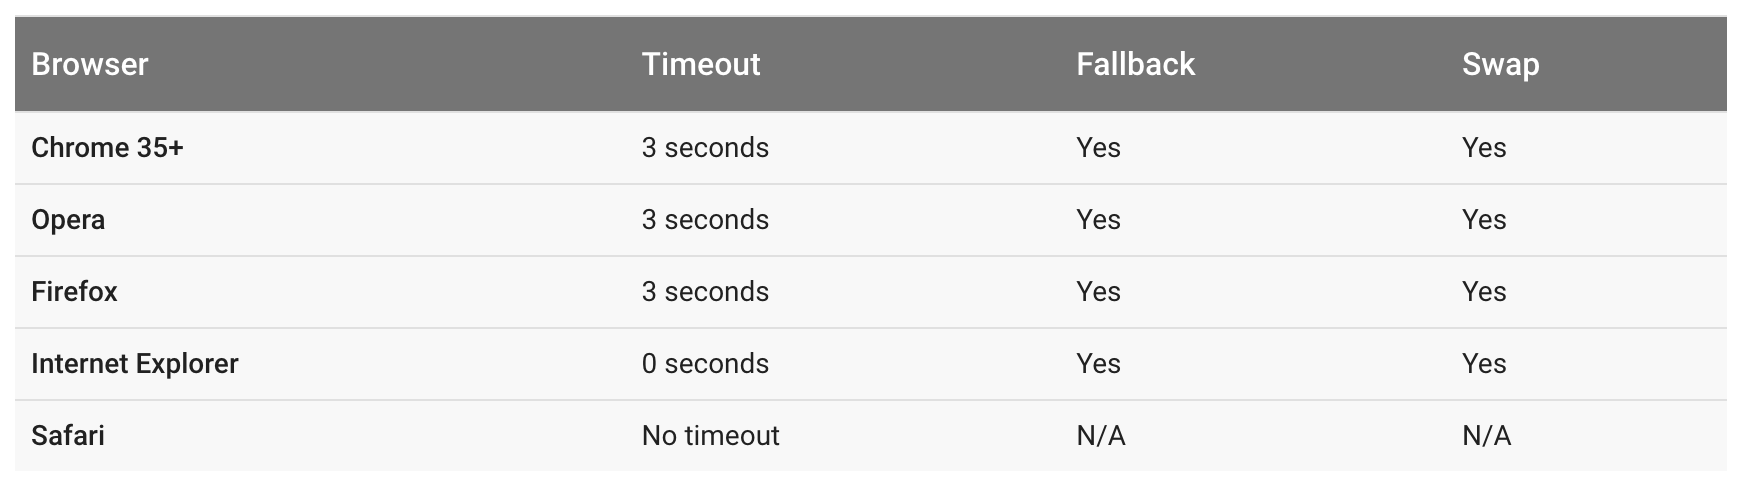 Browser Timeout Fallback Swap
Chrome 35+ 3 seconds Yes Yes
Opera 3 seconds Yes Yes
Firefox 3 seconds Yes Yes
Internet Explorer 0 seconds Yes Yes
Safari No timeout N/A N/A